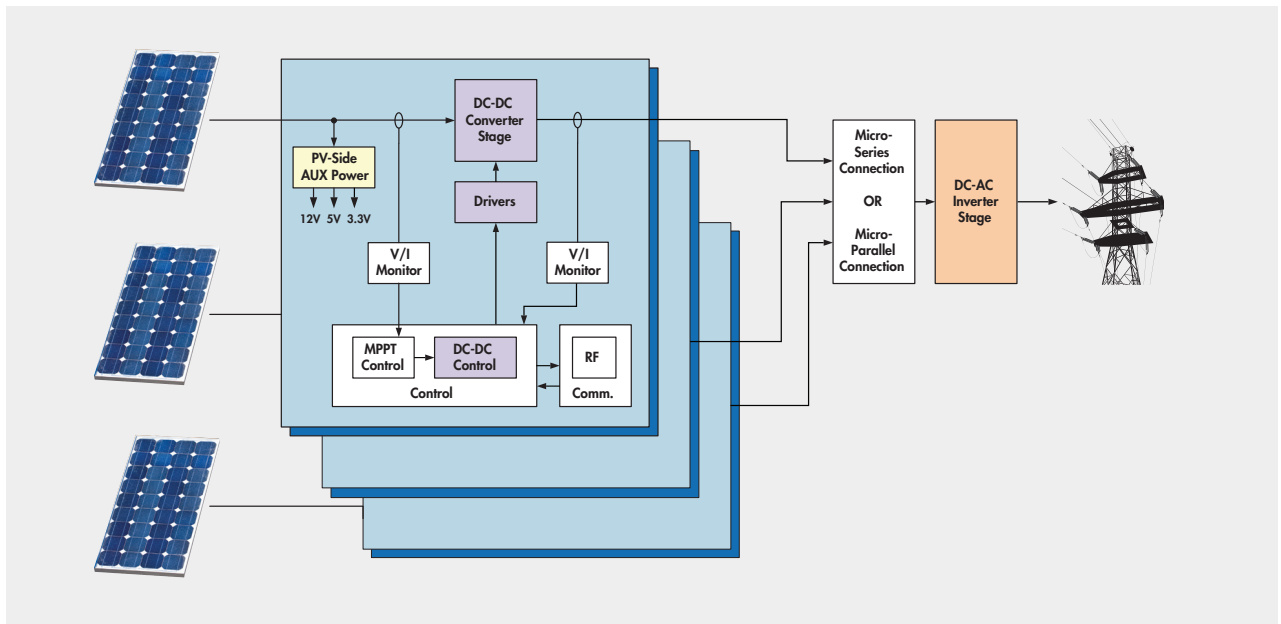 DC-DC
Converter
Stage
PV-Side
AUX Power
12V 5V 3.3V
Drivers
V/I
Monitor
V/I
Monitor
MPPT
Control
DC-DC
Control
Control
RF
Comm.
Micro-
Series
Connection
OR
Micro-
Parallel
Connection
DC-AC
Inverter
Stage